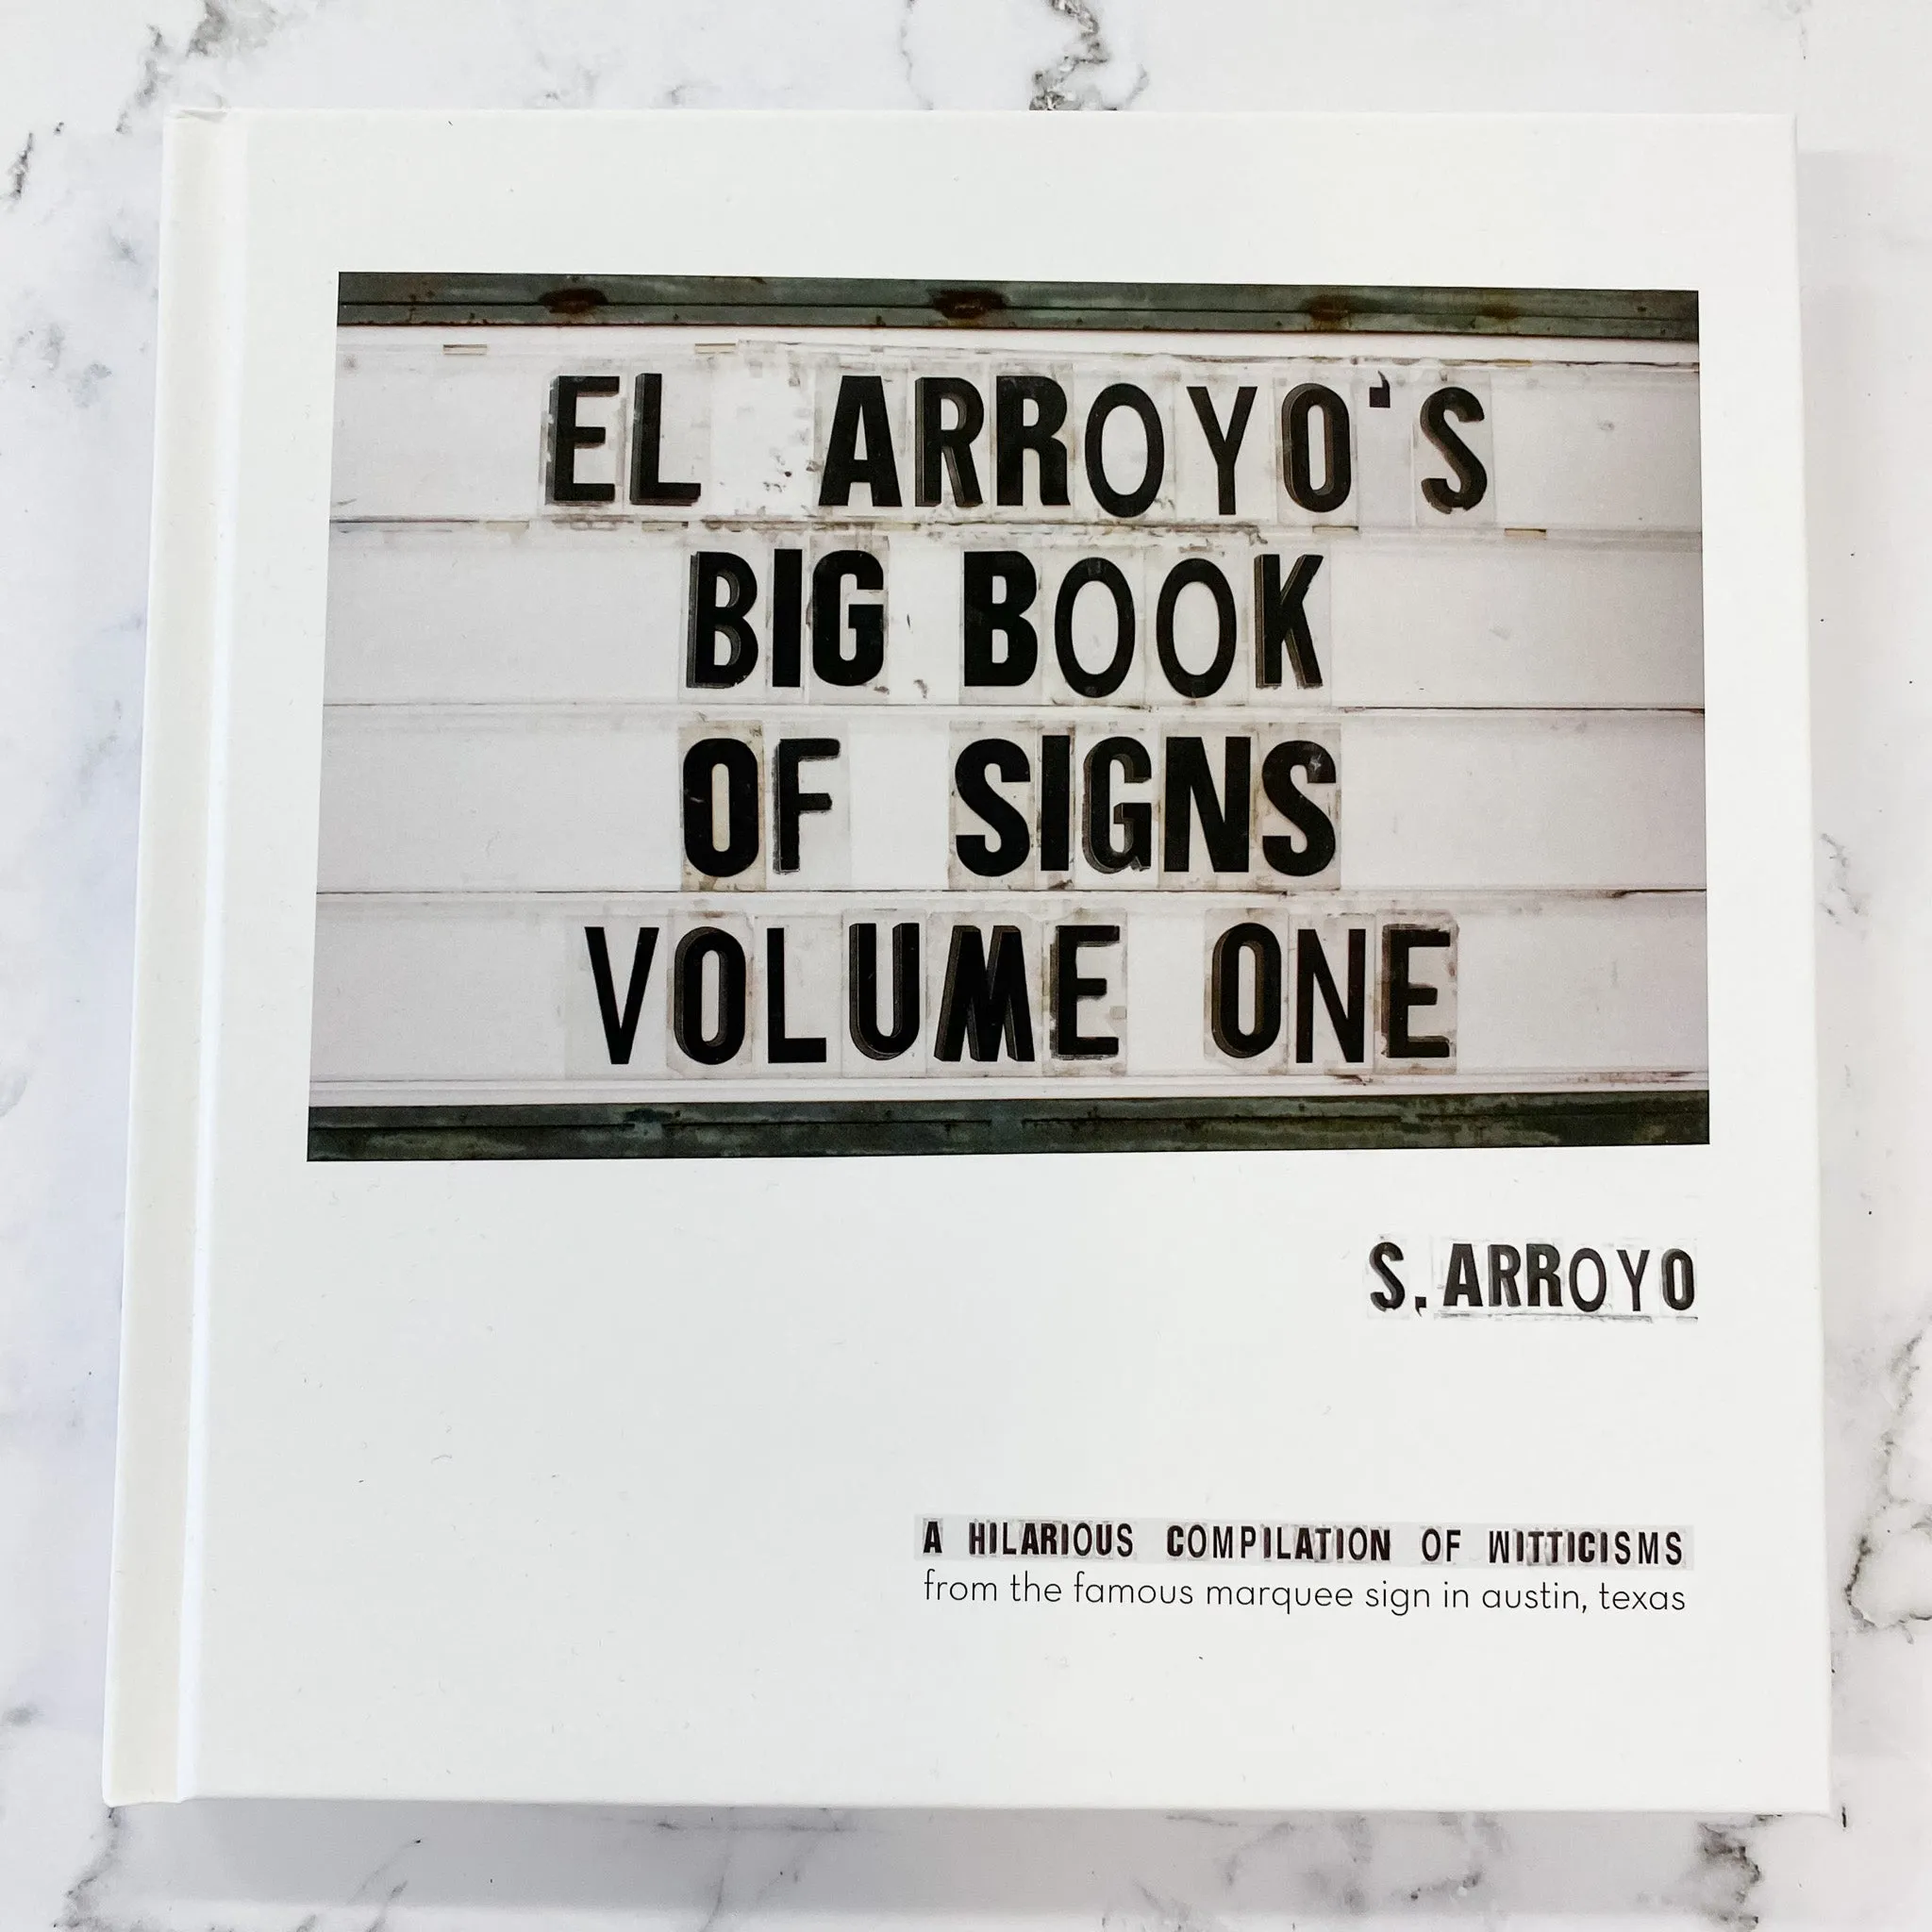 EL ARROYO'S
BIG BOOK
OF SIGNS
VOLUME ONE
S. ARROYO
A HILARIOUS COMPILATION OF WITTICISMS
from the famous marquee sign in austin, texas